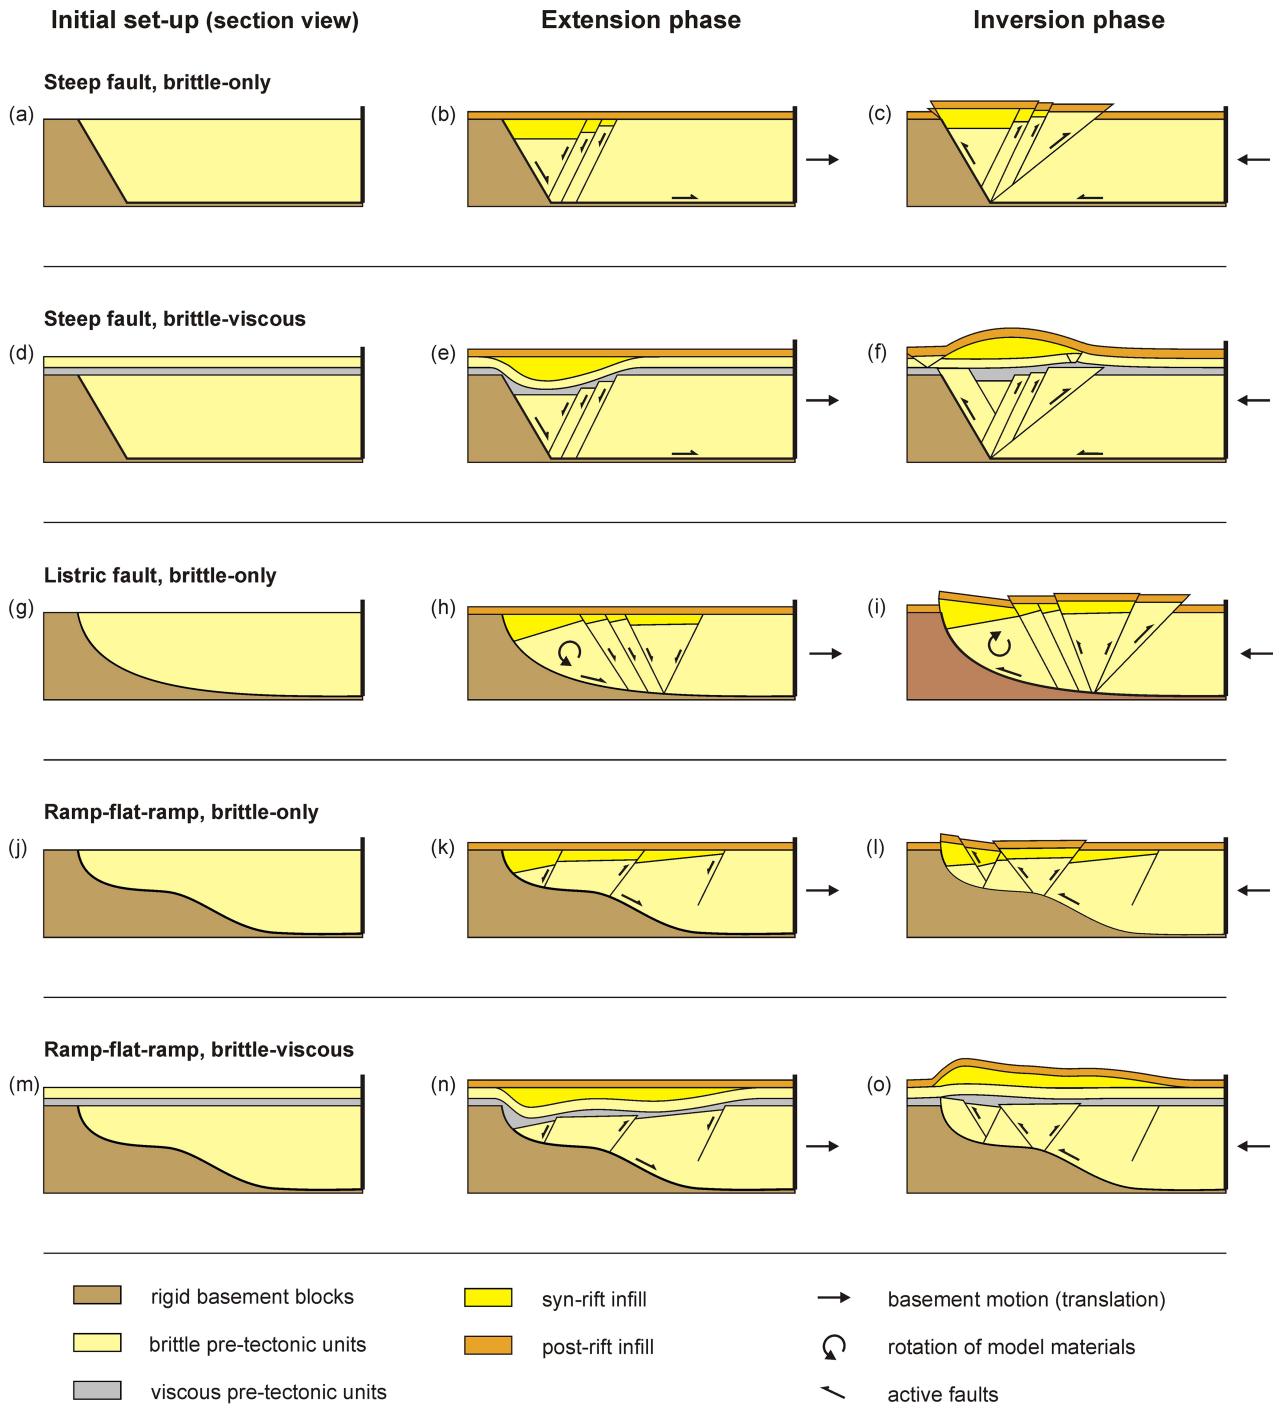 Initial set-up (section view) Extension phase Inversion phase
Steep fault, brittle-only
(a) (b) (c)
Steep fault, brittle-viscous
(d) (e) (f)
Listric fault, brittle-only
(g) (h) (i)
Ramp-flat-ramp, brittle-only
(j) (k) (l)
Ramp-flat-ramp, brittle-viscous
(m) (n) (o)
rigid basement blocks syn-rift infill basement motion (translation)
brittle pre-tectonic units post-rift infill rotation of model materials
viscous pre-tectonic units active faults